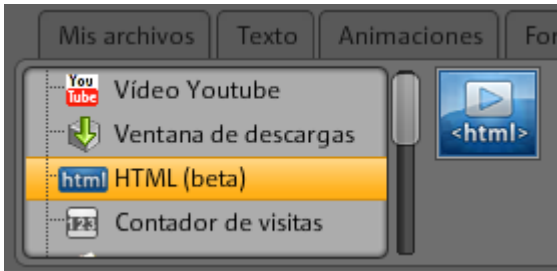 Mis archivos Texto Animaciones For
You Tube Vídeo Youtube
Ventana de descargas
html HTML (beta)
123 Contador de visitas
<html>